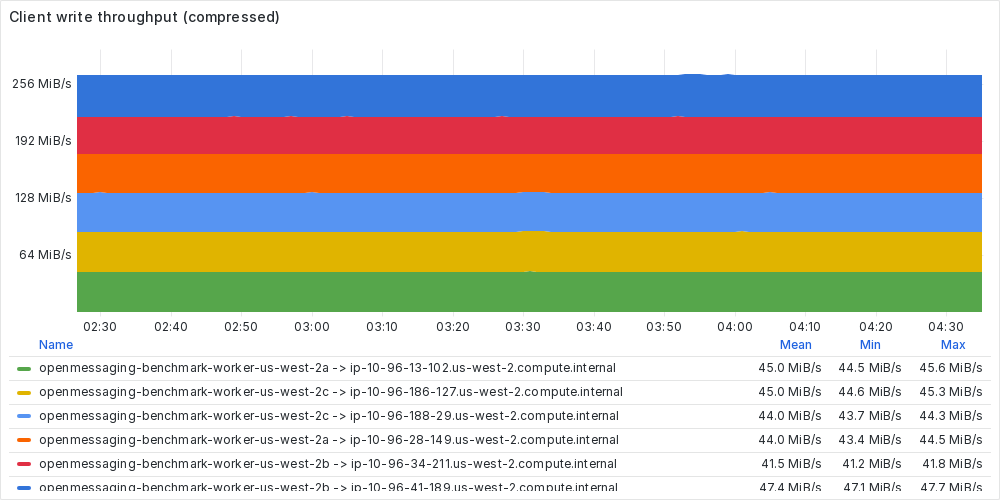 Client write throughput (compressed)
256 MiB/s
192 MiB/s
128 MiB/s
64 MiB/s
02:30 02:40 02:50 03:00 03:10 03:20 03:30 03:40 03:50 04:00 04:10 04:20 04:30
Name Mean Min Max
openmessaging-benchmark-worker-us-west-2a -> ip-10-96-13-102.us-west-2.compute.internal 45.0 MiB/s 44.5 MiB/s 45.6 MiB/s
openmessaging-benchmark-worker-us-west-2c -> ip-10-96-186-127.us-west-2.compute.internal 45.0 MiB/s 44.6 MiB/s 45.3 MiB/s
openmessaging-benchmark-worker-us-west-2c -> ip-10-96-188-29.us-west-2.compute.internal 44.0 MiB/s 43.7 MiB/s 44.3 MiB/s
openmessaging-benchmark-worker-us-west-2a -> ip-10-96-28-149.us-west-2.compute.internal 44.0 MiB/s 43.4 MiB/s 44.5 MiB/s
openmessaging-benchmark-worker-us-west-2b -> ip-10-96-34-211.us-west-2.compute.internal 41.5 MiB/s 41.2 MiB/s 41.8 MiB/s
openmessaging-benchmark-worker-us-west-2b -> ip-10-96-41-189.us-west-2.compute.internal 47.4 MiB/s 47.1 MiB/s 47.7 MiB/s